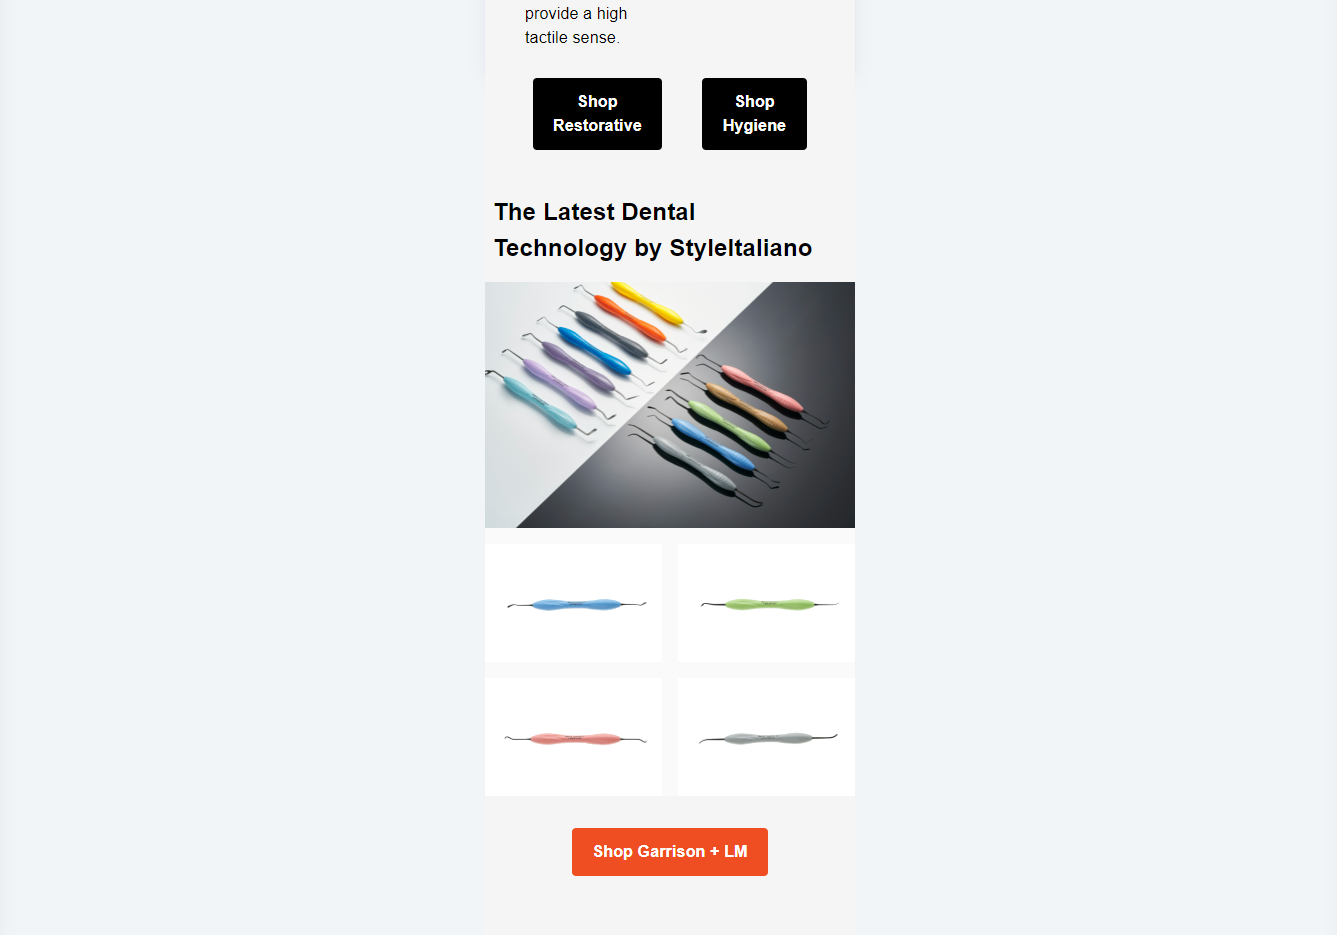 provide a high
tactile sense.
Shop
Restorative
Shop
Hygiene
The Latest Dental
Technology by StyleItaliano
Shop Garrison + LM